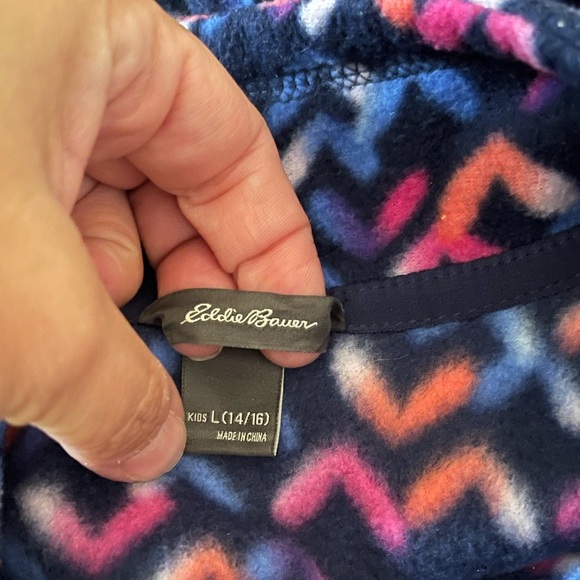 Eddie Bauer
KIDS L (14/16)
MADE IN CHINA